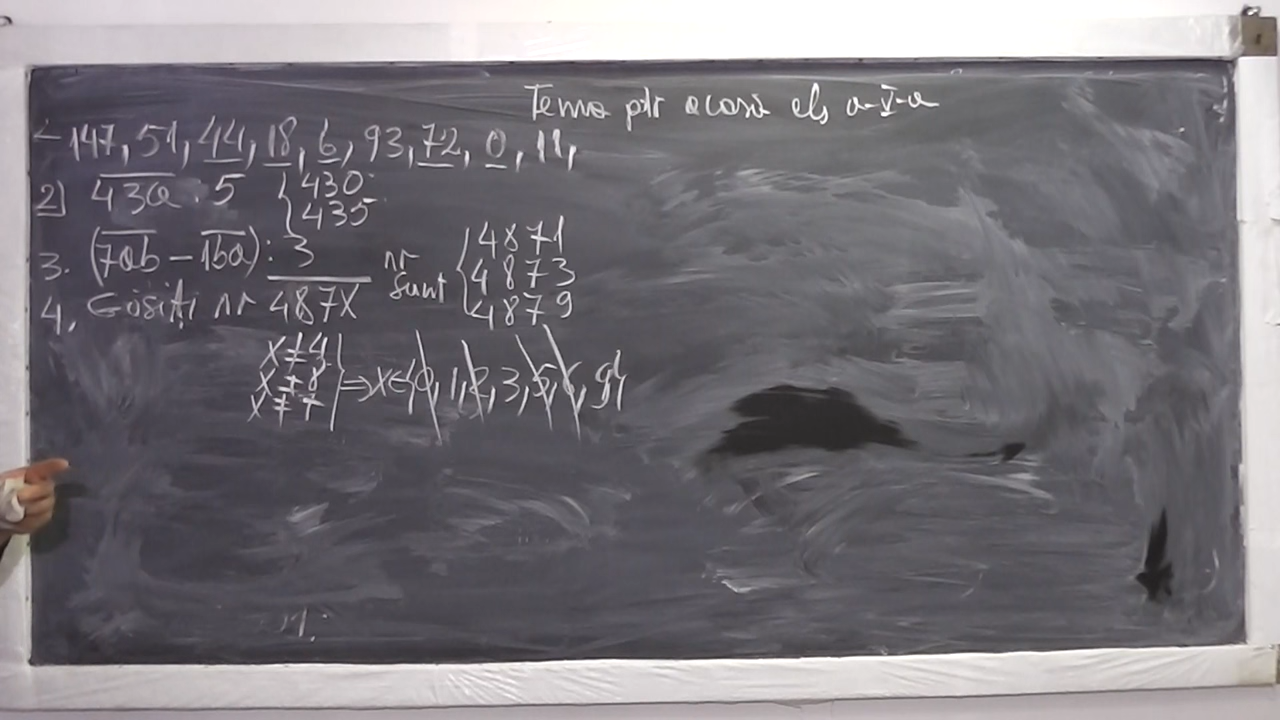 Tema ptr acasă cls a-V-a
147, 51, 44, 18, 6, 93, 72, 0, 11,
2) 43a : 5 { 430 435
3. (7ab - 1ba) : 3
4. Găsiți nr 487x nr sunt { 4871 4873 4879
x ≠ 4
x ≠ 8
x ≠ 7
⇒ x ∈ {0, 1, 2, 3, 5, 6, 9},